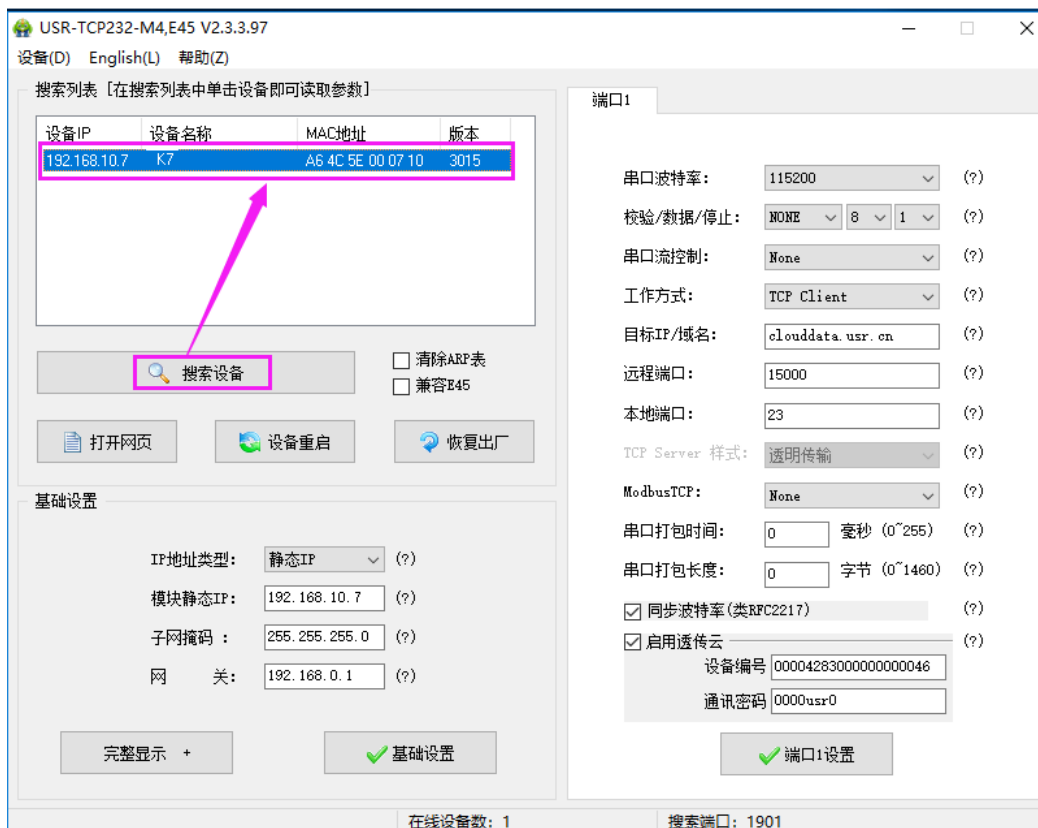 USR-TCP232-M4,E45 V2.3.3.97
设备(D) English(L) 帮助(Z)
搜索列表 [在搜索列表中单击设备即可读取参数]
设备IP 设备名称 MAC地址 版本
192.168.10.7 K7 A6 4C 5E 00 07 10 3015
搜索设备
清除ARP表
兼容E45
打开网页 设备重启 恢复出厂
基础设置
IP地址类型: 静态IP (?)
模块静态IP: 192.168.10.7 (?)
子网掩码 : 255.255.255.0 (?)
网 关: 192.168.0.1 (?)
完整显示 + 基础设置
端口1
串口波特率: 115200 (?)
校验/数据/停止: NONE 8 1 (?)
串口流控制: None (?)
工作方式: TCP Client (?)
目标IP/域名: clouddata.usr.cn (?)
远程端口: 15000 (?)
本地端口: 23 (?)
TCP Server 样式: 透明传输 (?)
ModbusTCP: None (?)
串口打包时间: 0 毫秒 (0~255) (?)
串口打包长度: 0 字节 (0~1460) (?)
同步波特率(类RFC2217) (?)
启用透传云 (?)
设备编号 00004283000000000046
通讯密码 0000usr0
端口1设置
在线设备数: 1 搜索端口: 1901